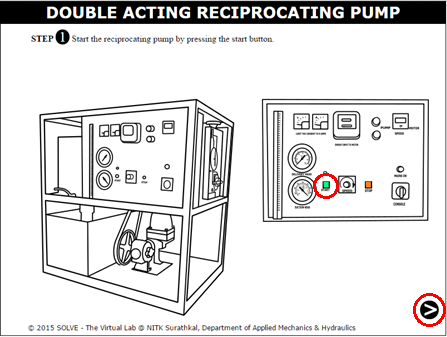 DOUBLE ACTING RECIPROCATING PUMP
STEP 1 Start the reciprocating pump by pressing the start button.
PUMP
SPEED
MAINS ON
START
SPEED
STOP
CONSOLE
© 2015 SOLVE - The Virtual Lab @ NITK Surathkal, Department of Applied Mechanics & Hydraulics